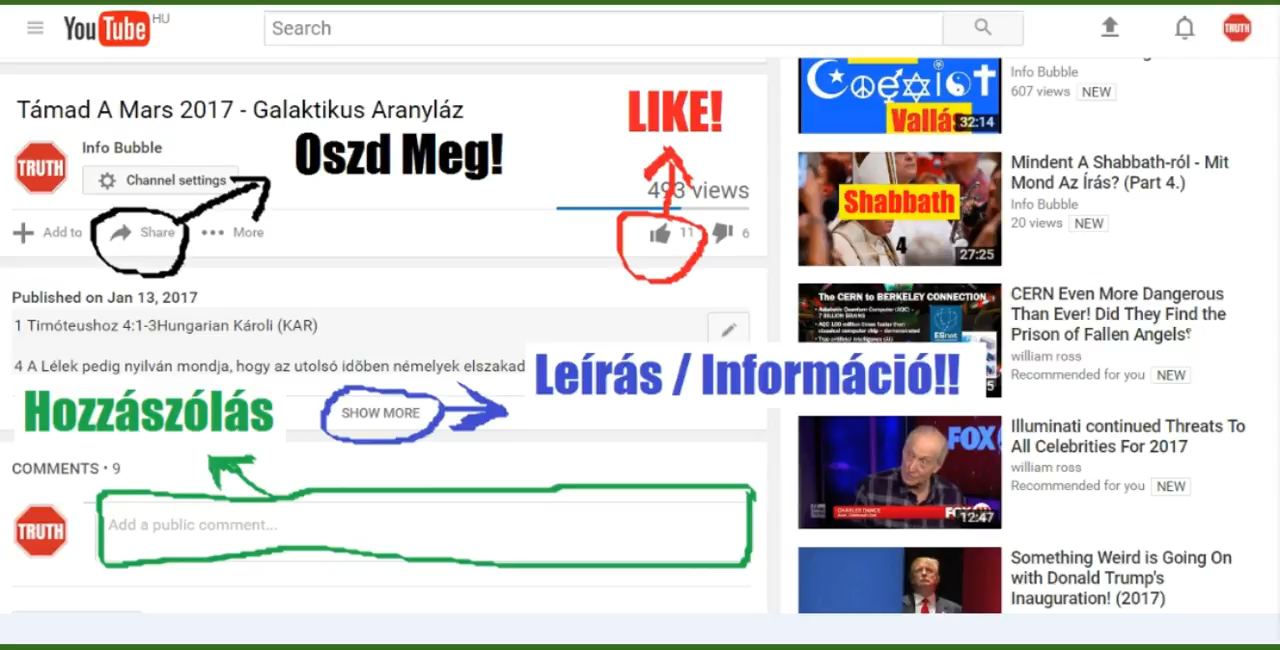 YouTube HU
Search
TRUTH
Támad A Mars 2017 - Galaktikus Aranyláz
TRUTH
Info Bubble
Channel settings
Oszd Meg!
LIKE!
493 views
Add to
Share
More
11
6
Published on Jan 13, 2017
1 Timóteushoz 4:1-3Hungarian Károli (KAR)
4 A Lélek pedig nyilván mondja, hogy az utolsó időben némelyek elszakad
Leírás / Információ!!
Hozzászólás
SHOW MORE
COMMENTS • 9
TRUTH
Add a public comment...
Coexist
Vallás
32:14
Info Bubble
607 views NEW
Shabbath
4
27:25
Mindent A Shabbath-ról - Mit
Mond Az Írás? (Part 4.)
Info Bubble
20 views NEW
The CERN to BERKELEY CONNECTION
ESnet
5
CERN Even More Dangerous
Than Ever! Did They Find the
Prison of Fallen Angels
william ross
Recommended for you NEW
FOX
CHARLES DANCE
FOX
12:47
Illuminati continued Threats To
All Celebrities For 2017
william ross
Recommended for you NEW
Something Weird is Going On
with Donald Trump's
Inauguration! (2017)